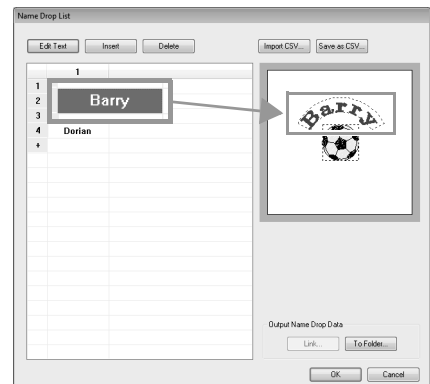 Name Drop List
Edit Text Insert Delete Import CSV... Save as CSV...
1
1
2 Barry
3
4 Dorian
+
Barry
Output Name Drop Data
Link... To Folder...
OK Cancel